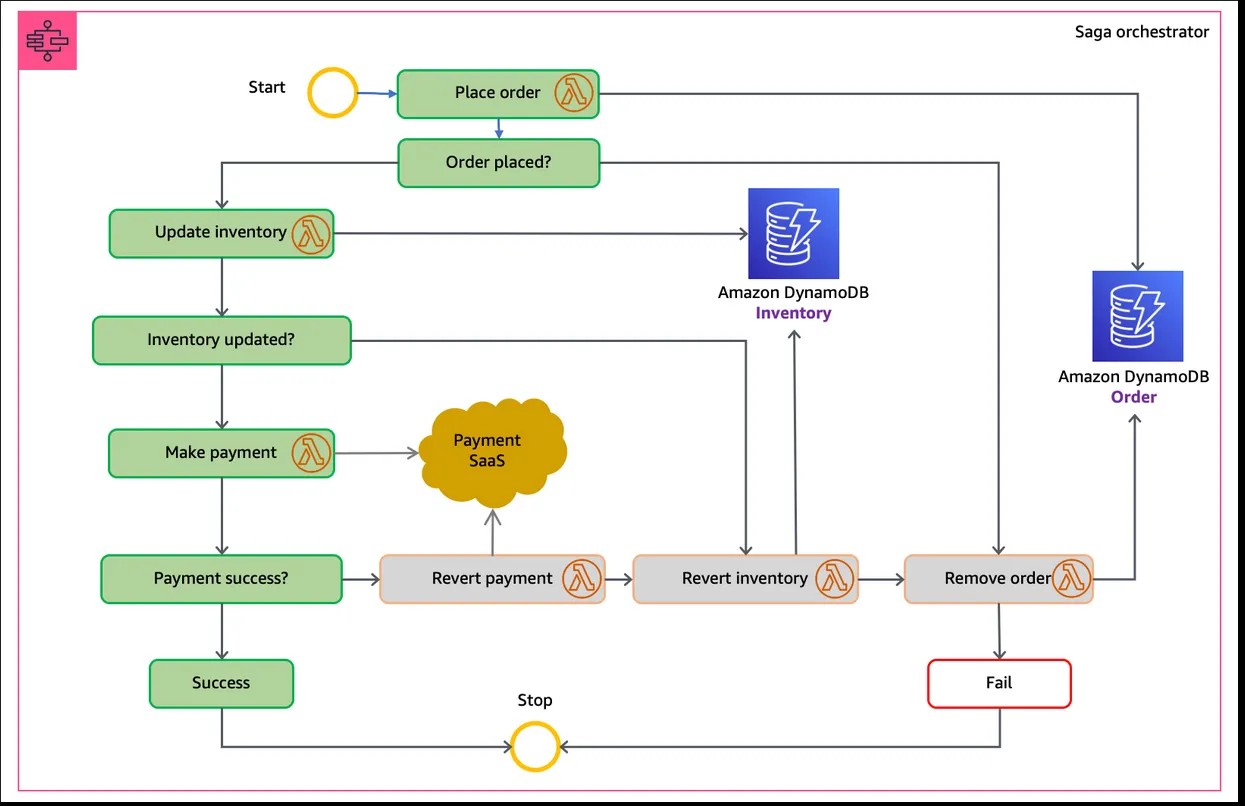 Saga orchestrator
Start
Place order
Order placed?
Update inventory
Amazon DynamoDB
Inventory
Inventory updated?
Amazon DynamoDB
Order
Make payment
Payment
SaaS
Payment success?
Revert payment
Revert inventory
Remove order
Success
Fail
Stop